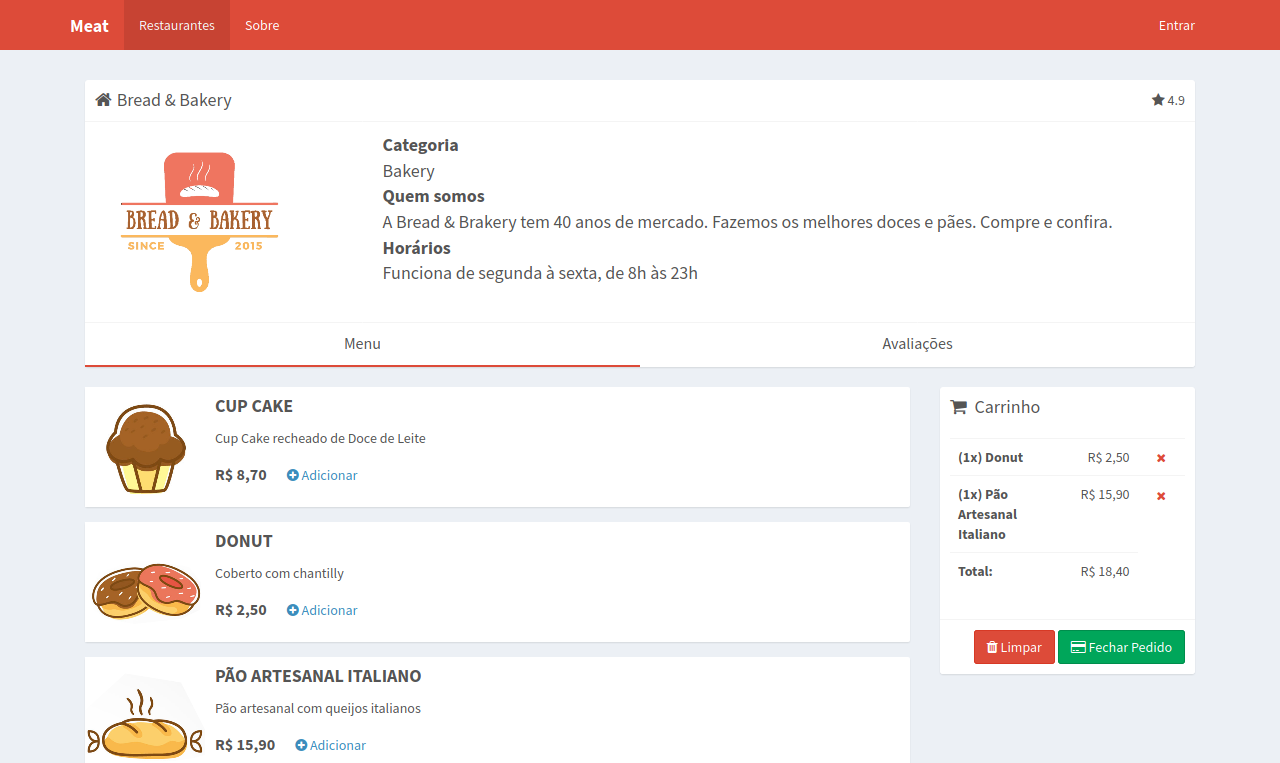 Meat Restaurantes Sobre Entrar
Bread & Bakery 4.9
BREAD & BAKERY
SINCE 2015
Categoria
Bakery
Quem somos
A Bread & Brakery tem 40 anos de mercado. Fazemos os melhores doces e pães. Compre e confira.
Horários
Funciona de segunda à sexta, de 8h às 23h
Menu Avaliações
CUP CAKE
Cup Cake recheado de Doce de Leite
R$ 8,70 Adicionar
DONUT
Coberto com chantilly
R$ 2,50 Adicionar
PÃO ARTESANAL ITALIANO
Pão artesanal com queijos italianos
R$ 15,90 Adicionar
Carrinho
(1x) Donut R$ 2,50
(1x) Pão R$ 15,90
Artesanal
Italiano
Total: R$ 18,40
Limpar Fechar Pedido